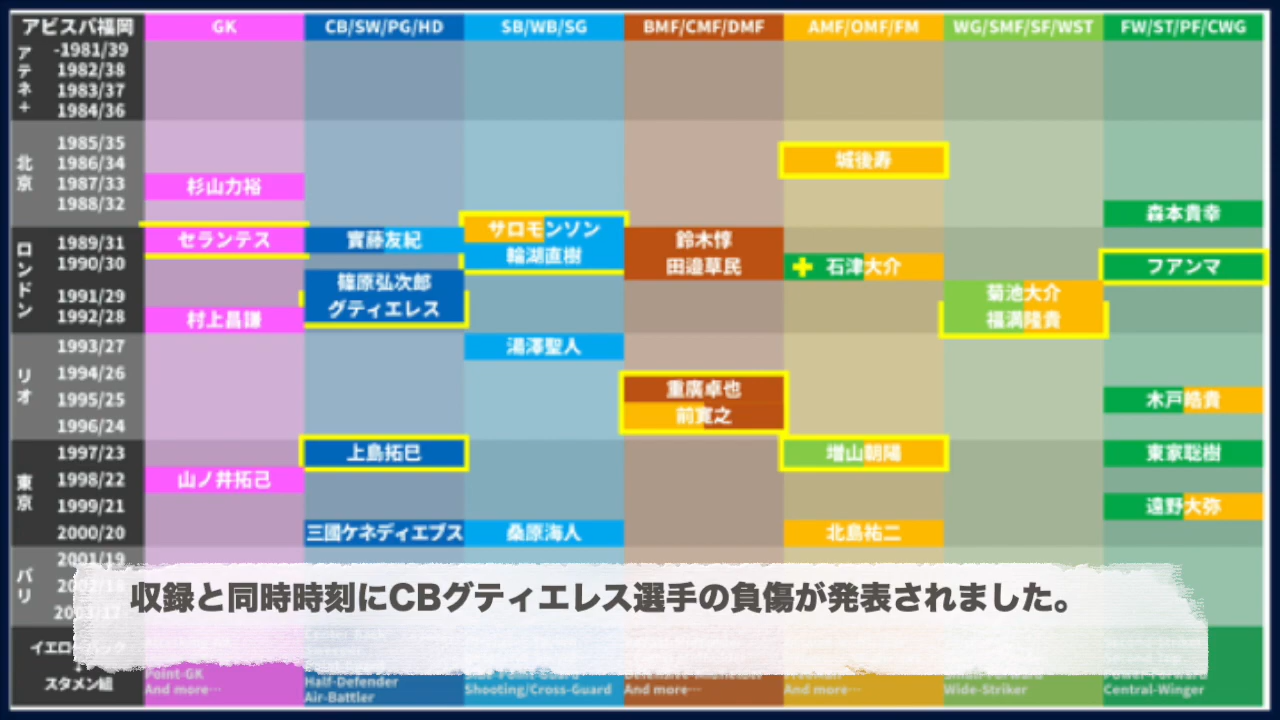 アビスパ福岡 GK CB/SW/PG/HD SB/WB/SG BMF/CMF/DMF AMF/OMF/FM WG/SMF/SF/WST FW/ST/PF/CWG
アテネ+
-1981/39
1982/38
1983/37
1984/36
北京
1985/35
1986/34
1987/33
1988/32
城後寿
杉山力裕
森本貴幸
ロンドン
1989/31
1990/30
1991/29
1992/28
セランテス
實藤友紀
サロモンソン
輪湖直樹
鈴木惇
田邉草民
石津大介
フアンマ
篠原弘次郎
グティエレス
菊池大介
福満隆貴
村上昌謙
リオ
1993/27
1994/26
1995/25
1996/24
湯澤聖人
重廣卓也
前寛之
木戸皓貴
東京
1997/23
1998/22
1999/21
2000/20
上島拓巳
増山朝陽
東家聡樹
山ノ井拓己
遠野大弥
三國ケネディエブス
桑原海人
北島祐二
パリ
2001/19
収録と同時時刻にCBグティエレス選手の負傷が発表されました。
スタメン組
Point-GK
And more…
Half-Defender
Air-Battler
Shooting/Cross-Guard
And more…
And more…
Wide-Striker
Central-Winger